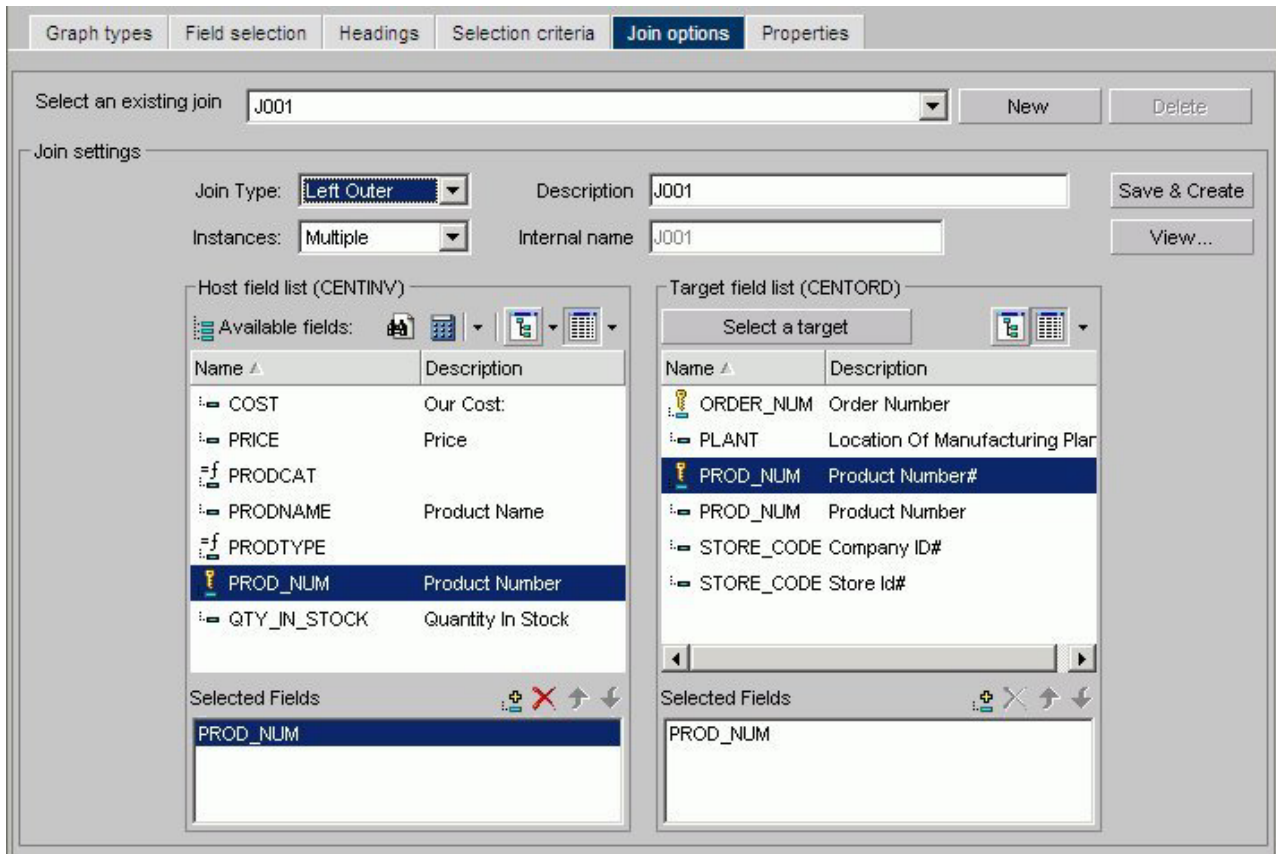 Graph types Field selection Headings Selection criteria Join options Properties
Select an existing join J001 New Delete
Join settings
Join Type: Left Outer Description J001 Save & Create
Instances: Multiple Internal name J001 View...
Host field list (CENTINV) Target field list (CENTORD)
Available fields: Select a target
Name Description Name Description
COST Our Cost: ORDER_NUM Order Number
PRICE Price PLANT Location Of Manufacturing Plan
PRODCAT PROD_NUM Product Number#
PRODNAME Product Name PROD_NUM Product Number
PRODTYPE STORE_CODE Company ID#
PROD_NUM Product Number STORE_CODE Store Id#
QTY_IN_STOCK Quantity In Stock
Selected Fields Selected Fields
PROD_NUM PROD_NUM